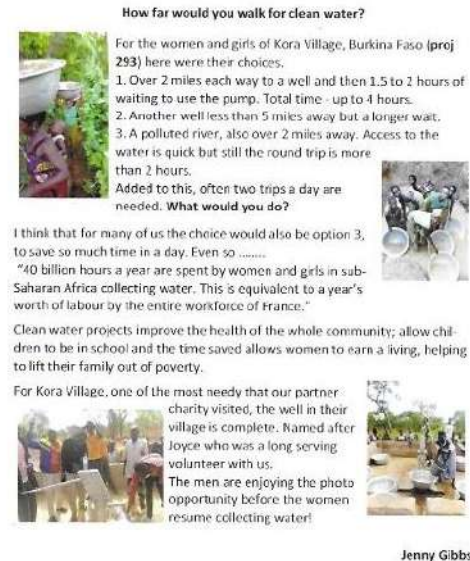 How far would you walk for clean water?
For the women and girls of Kora Village, Burkina Faso (proj
293) here were their choices.
1. Over 2 miles each way to a well and then 1.5 to 2 hours of
waiting to use the pump. Total time - up to 4 hours.
2. Another well less than 5 miles away but a longer wait.
3. A polluted river, also over 2 miles away. Access to the
water is quick but still the round trip is more
than 2 hours.
Added to this, often two trips a day are
needed. What would you do?
I think that for many of us the choice would also be option 3,
to save so much time in a day. Even so ........
"40 billion hours a year are spent by women and girls in sub-
Saharan Africa collecting water. This is equivalent to a year's
worth of labour by the entire workforce of France."
Clean water projects improve the health of the whole community; allow chil-
dren to be in school and the time saved allows women to earn a living, helping
to lift their family out of poverty.
For Kora Village, one of the most needy that our partner
charity visited, the well in their
village is complete. Named after
Joyce who was a long serving
volunteer with us.
The men are enjoying the photo
opportunity before the women
resume collecting water!
Jenny Gibbs